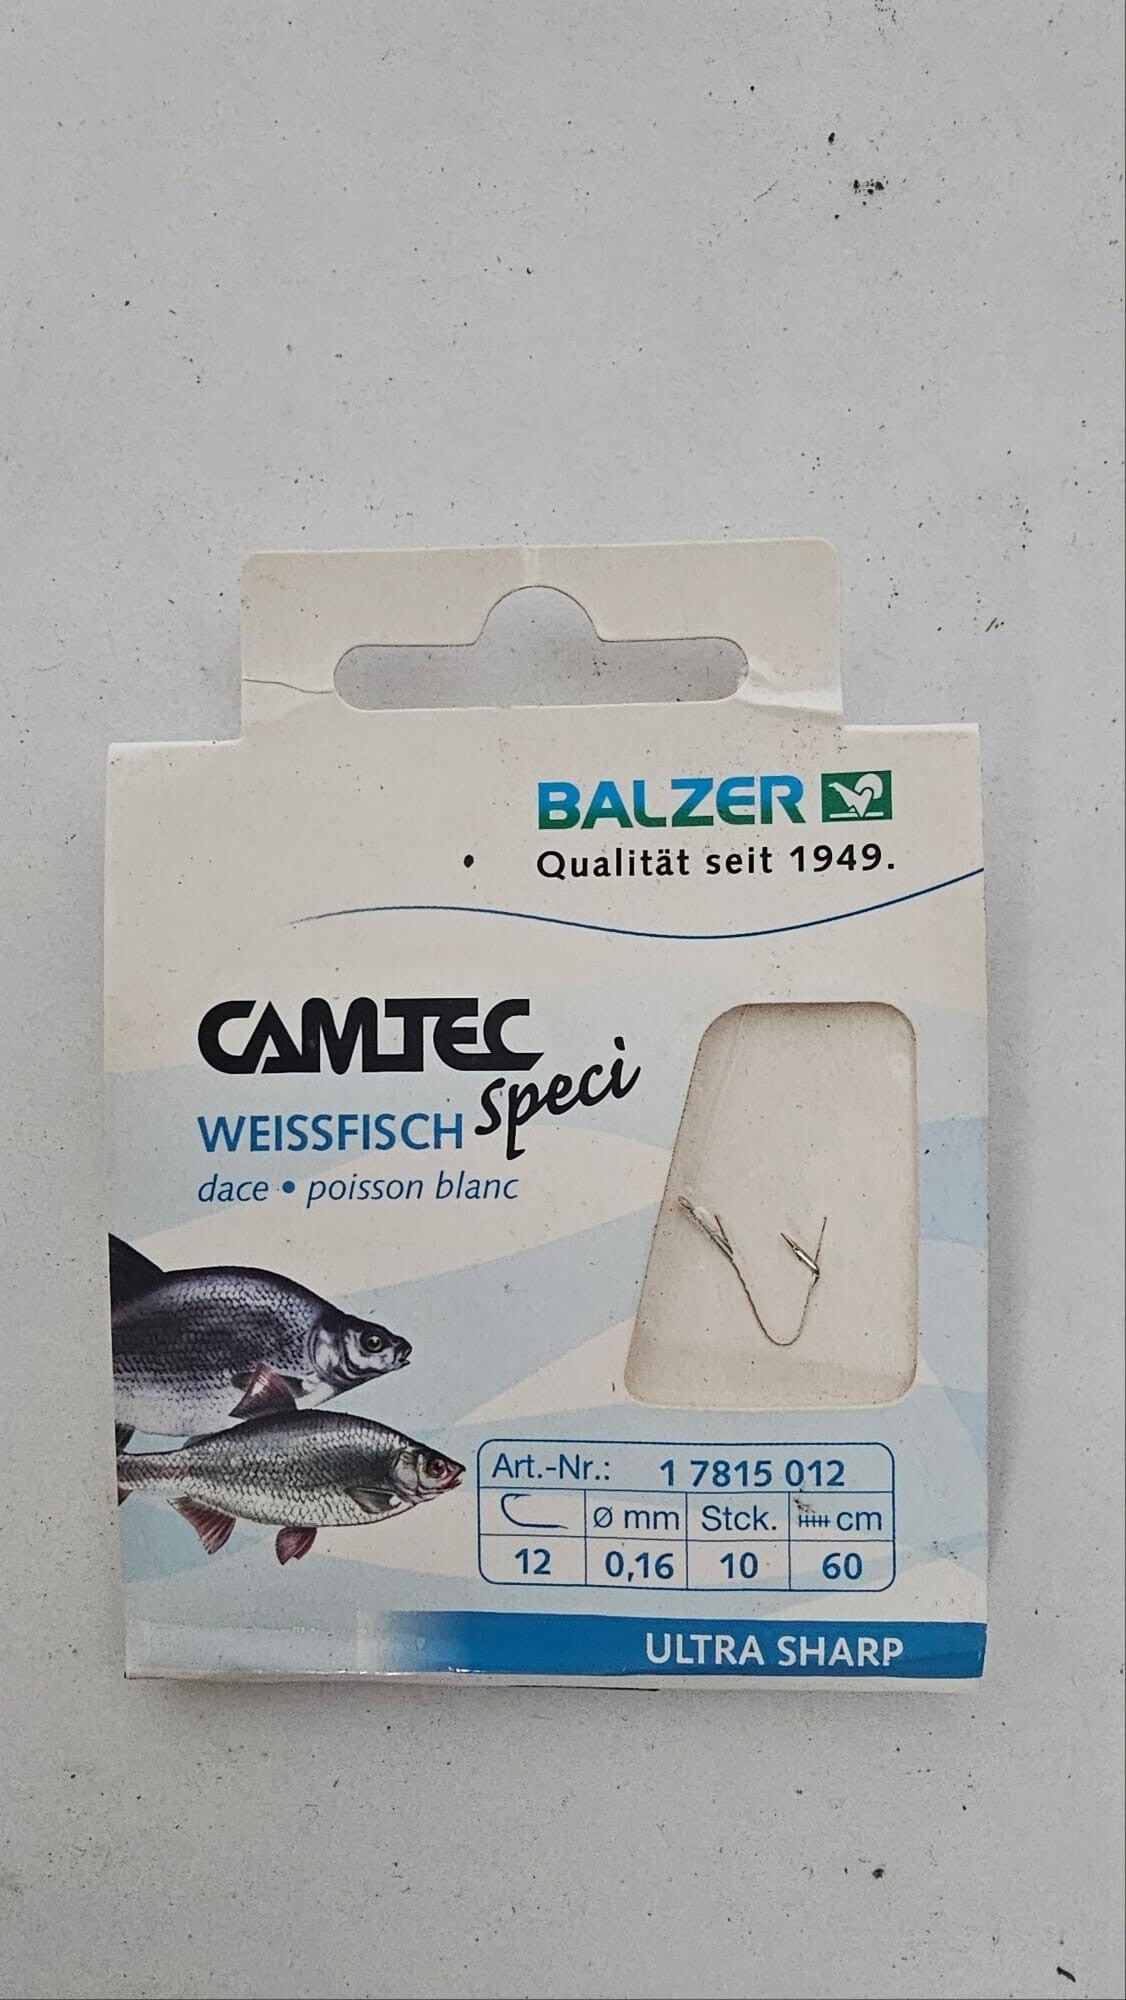 BALZER
Qualität seit 1949.
CAMTEC
speci
WEISSFISCH
dace • poisson blanc
Art.-Nr.: 1 7815 012
Ø mm Stck. cm
12 0,16 10 60
ULTRA SHARP